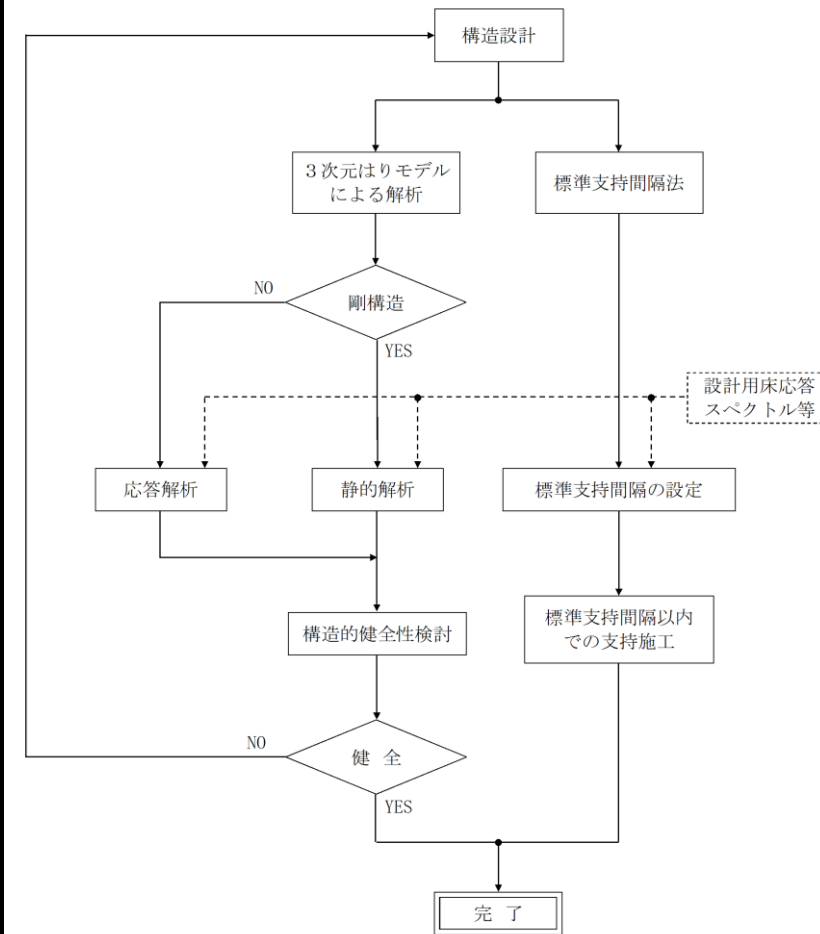 構造設計
３次元はりモデル
による解析
標準支持間隔法
剛構造
NO
YES
設計用床応答
スペクトル等
応答解析
静的解析
標準支持間隔の設定
構造的健全性検討
標準支持間隔以内
での支持施工
健 全
NO
YES
完 了